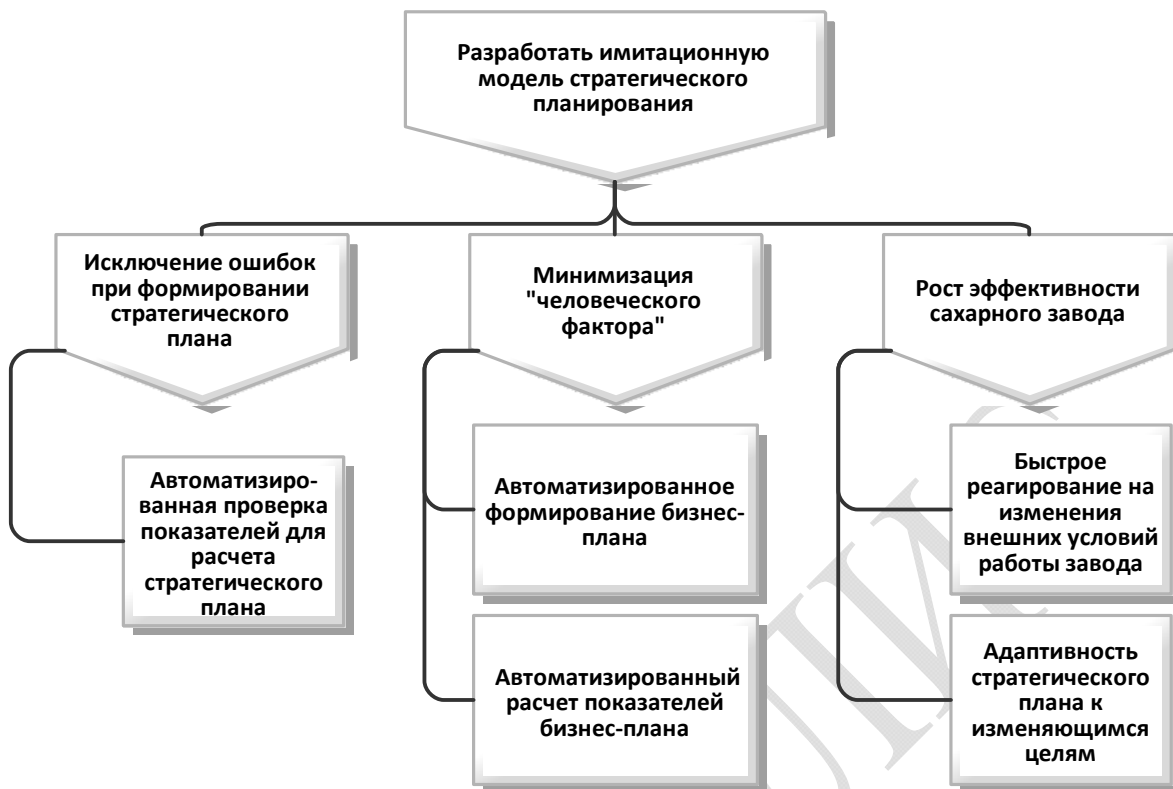 Разработать имитационную
модель стратегического
планирования
Исключение ошибок
при формировании
стратегического
плана
Минимизация
"человеческого
фактора"
Рост эффективности
сахарного завода
Автоматизиро-
ванная проверка
показателей для
расчета
стратегического
плана
Автоматизированное
формирование бизнес-
плана
Быстрое
реагирование на
изменения
внешних условий
работы завода
Автоматизированный
расчет показателей
бизнес-плана
Адаптивность
стратегического
плана к
изменяющимся
целям